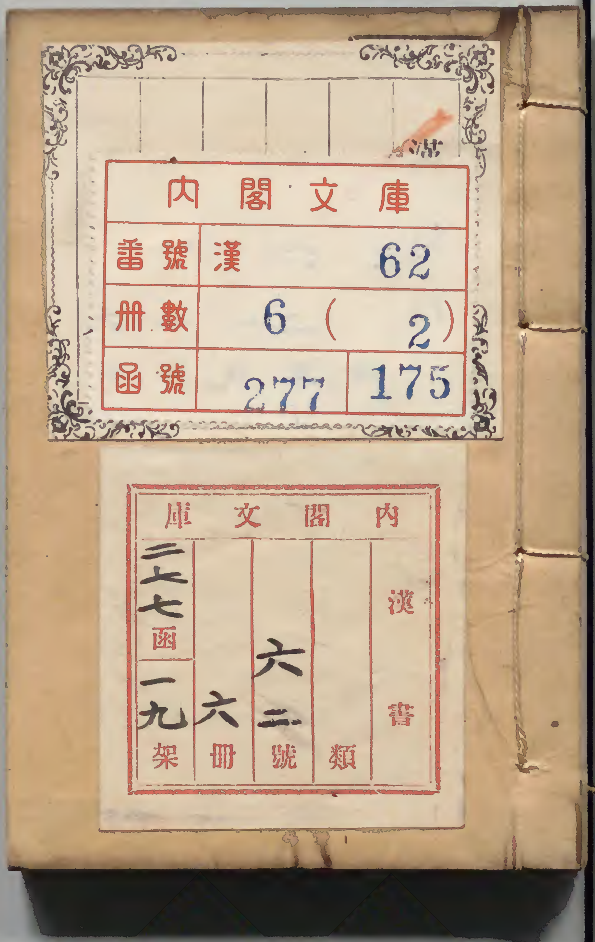 内閣文庫
番號 漢 62
册數 6 ( 2 )
函號 277 175
内閣文庫
漢書
類
六二號
六冊
二七七函
一九架